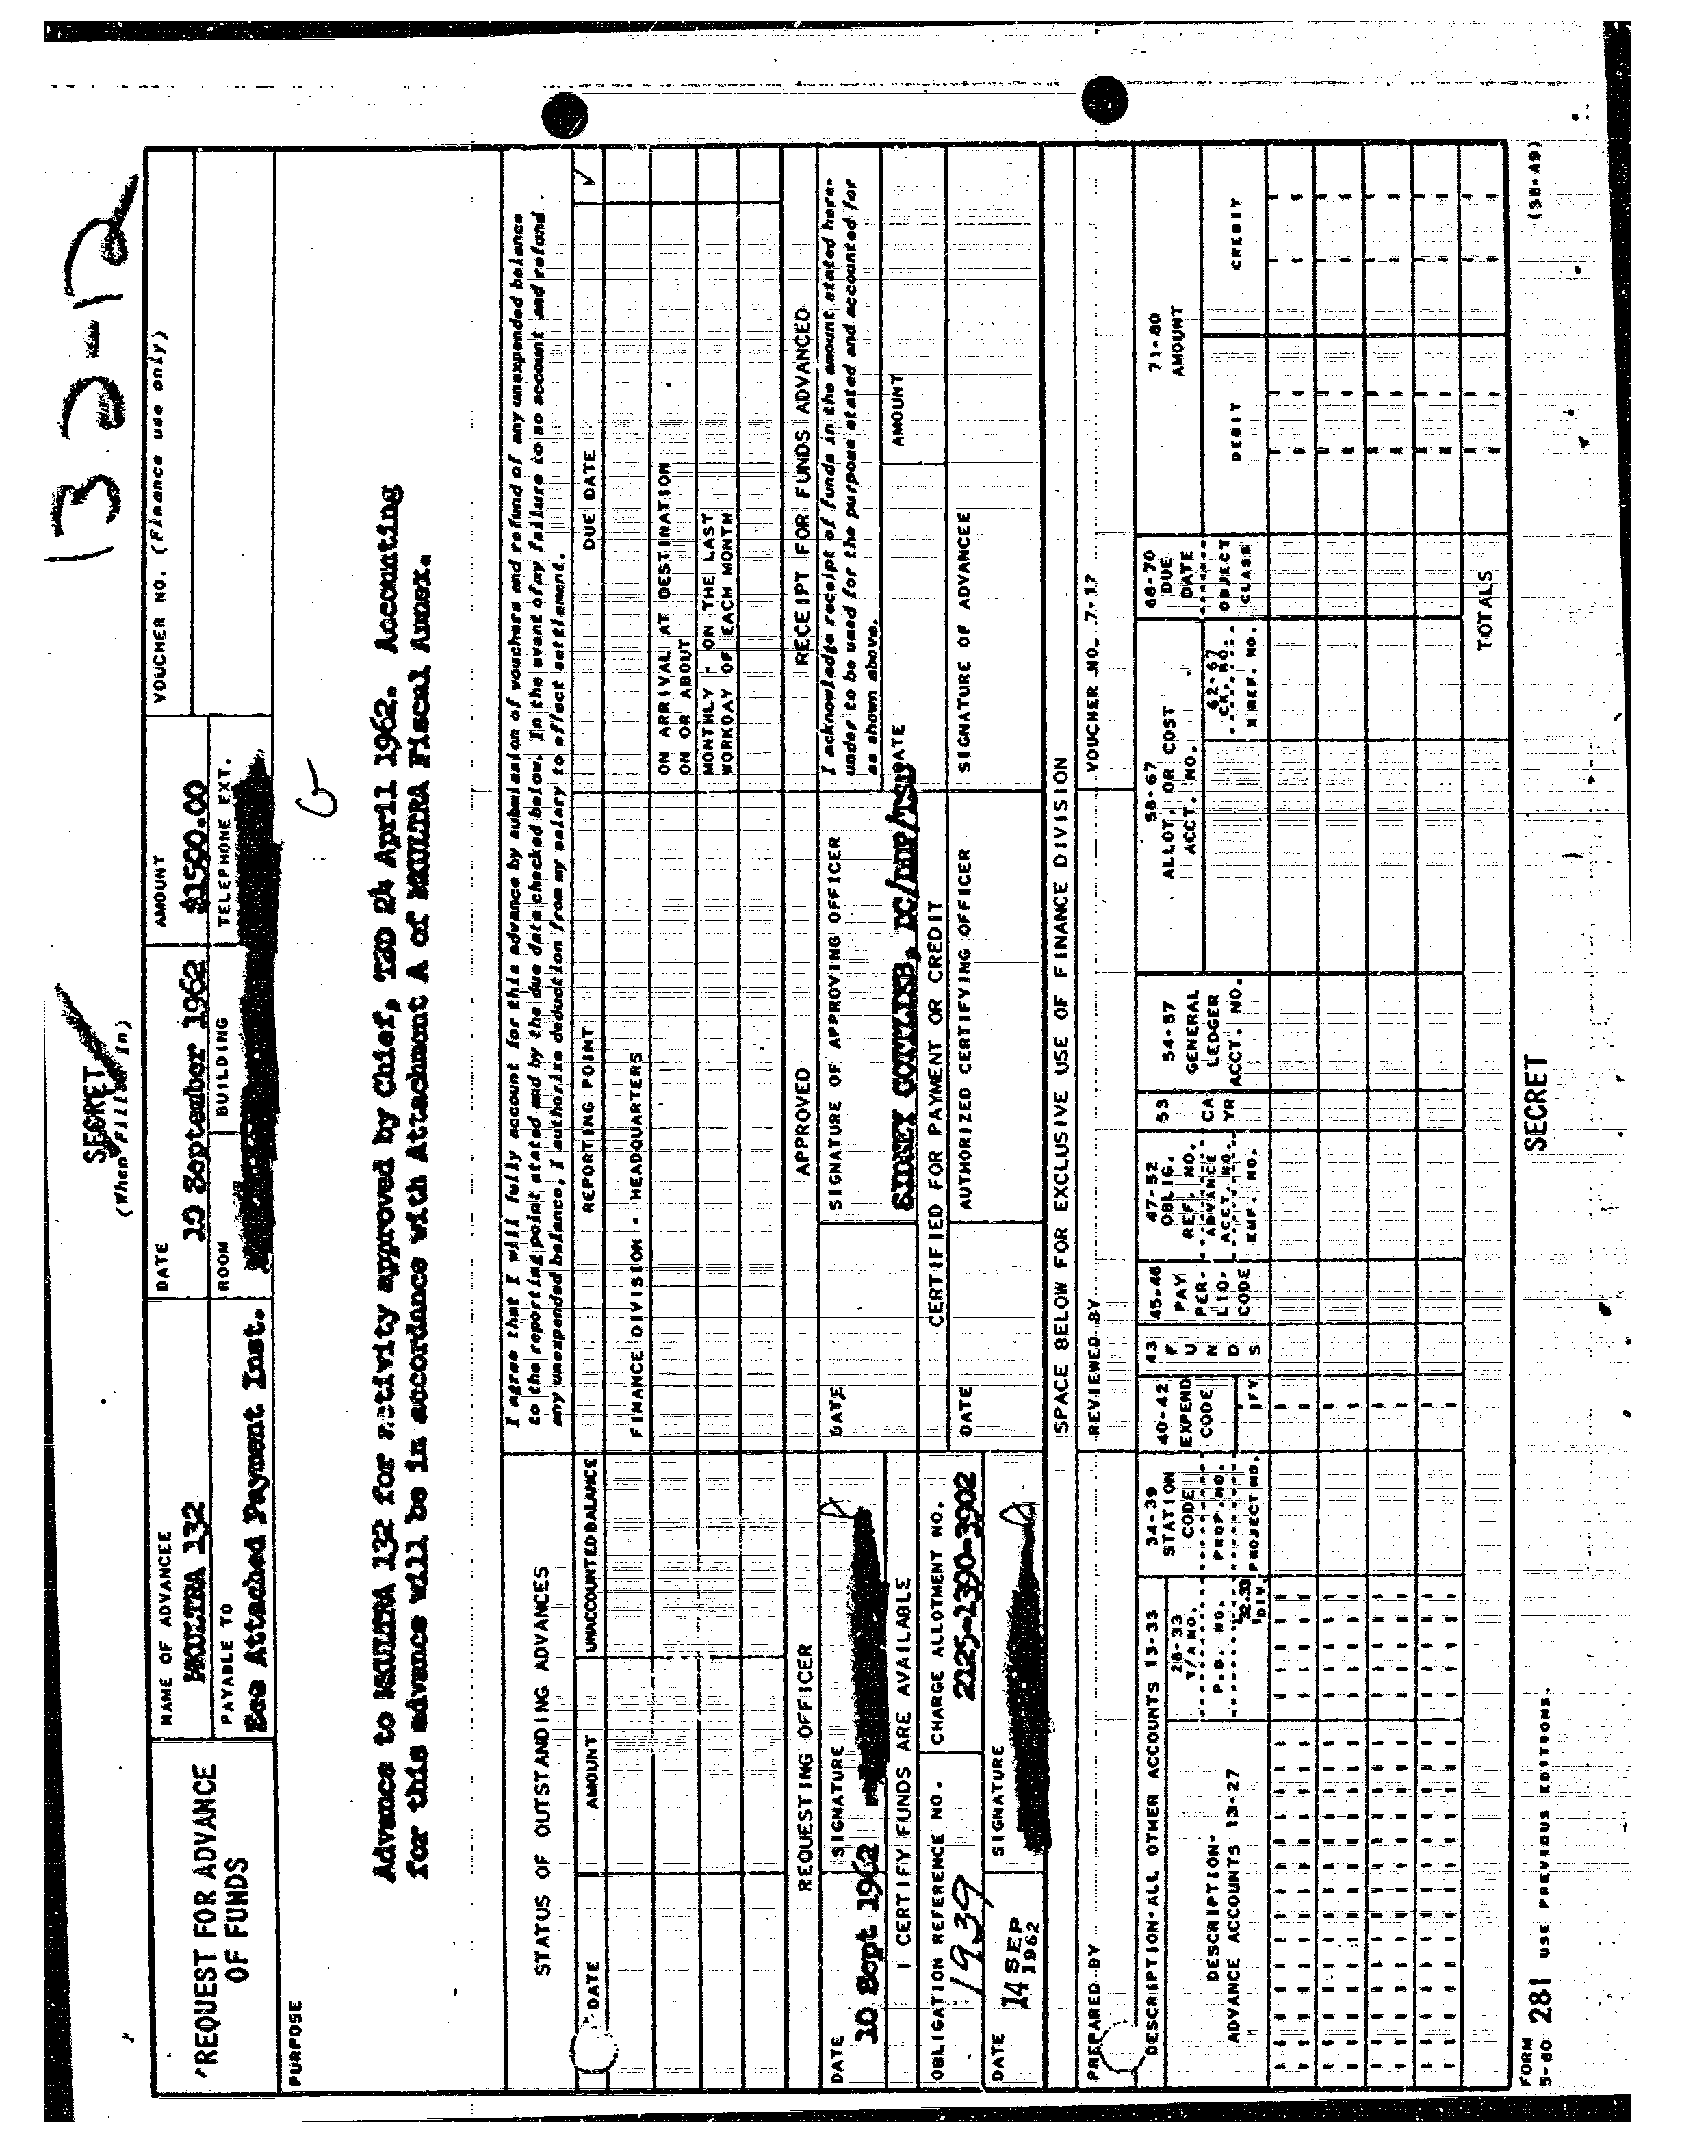 132-12
SECRET
(When Filled In)
REQUEST FOR ADVANCE
OF FUNDS
NAME OF ADVANCEE
MKULTRA 132
DATE
10 September 1962
AMOUNT
$1500.00
VOUCHER NO. (Finance use only)
PAYABLE TO
See Attached Payment Inst.
ROOM
BUILDING
TELEPHONE EXT.
PURPOSE
G
Advance to MKULTRA 132 for activity approved by Chief, TSD 24 April 1962. Accounting
for this advance will be in accordance with Attachment A of MKULTRA Fiscal Annex.
STATUS OF OUTSTANDING ADVANCES
I agree that I will fully account for this advance by submission of vouchers and refund of any unexpended balance
to the reporting point stated and by the due date checked below. In the event of my failure to so account and refund
any unexpended balance, I authorize deduction from my salary to effect settlement.
DATE
AMOUNT
UNACCOUNTED BALANCE
REPORTING POINT
DUE DATE
✓
FINANCE DIVISION - HEADQUARTERS
ON ARRIVAL AT DESTINATION
ON OR ABOUT
MONTHLY - ON THE LAST
WORKDAY OF EACH MONTH
REQUESTING OFFICER
APPROVED
RECEIPT FOR FUNDS ADVANCED
DATE
10 Sept 1962
SIGNATURE
DATE
SIGNATURE OF APPROVING OFFICER
SIDNEY GOTTLIEB, DC/DDP/TSD
I acknowledge receipt of funds in the amount stated here-
under to be used for the purpose stated and accounted for
as shown above.
I CERTIFY FUNDS ARE AVAILABLE
DATE
AMOUNT
OBLIGATION REFERENCE NO.
1939
CHARGE ALLOTMENT NO.
2125-1390-3902
CERTIFIED FOR PAYMENT OR CREDIT
DATE
AUTHORIZED CERTIFYING OFFICER
SIGNATURE OF ADVANCEE
DATE
14 SEP
1962
SIGNATURE
SPACE BELOW FOR EXCLUSIVE USE OF FINANCE DIVISION
PREPARED BY
REVIEWED BY
VOUCHER NO. 7-12
DESCRIPTION-ALL OTHER ACCOUNTS 13-33
DESCRIPTION-
ADVANCE ACCOUNTS 13-27
28-33
T/A NO.
P.O. NO.
32-33
DIV.
34-39
STATION
CODE
PROP. NO.
PROJECT NO.
40-42
EXPEND
CODE
FY
43
F
U
N
D
S
45-46
PAY
PER-
LIO-
CODE
47-52
OBLIG.
REF. NO.
ADVANCE
ACCT. NO.
EMP. NO.
53
CA
YR
54-57
GENERAL
LEDGER
ACCT. NO.
58-67
ALLOT. OR COST
ACCT. NO.
62-67
CK. NO.
X REF. NO.
68-70
DUE
DATE
OBJECT
CLASS
71-80
AMOUNT
DEBIT
CREDIT
TOTALS
FORM
5-60
281
USE PREVIOUS EDITIONS.
SECRET
(38-49)